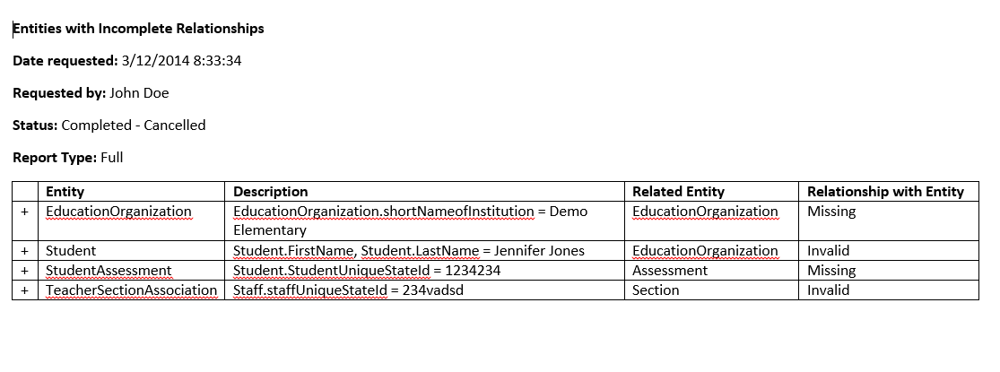 Entities with Incomplete Relationships
Date requested: 3/12/2014 8:33:34
Requested by: John Doe
Status: Completed - Cancelled
Report Type: Full
Entity Description Related Entity Relationship with Entity
+ EducationOrganization EducationOrganization.shortNameofInstitution = Demo EducationOrganization Missing
Elementary
+ Student Student.FirstName, Student.LastName = Jennifer Jones EducationOrganization Invalid
+ StudentAssessment Student.StudentUniqueStateId = 1234234 Assessment Missing
+ TeacherSectionAssociation Staff.staffUniqueStateId = 234vadsd Section Invalid